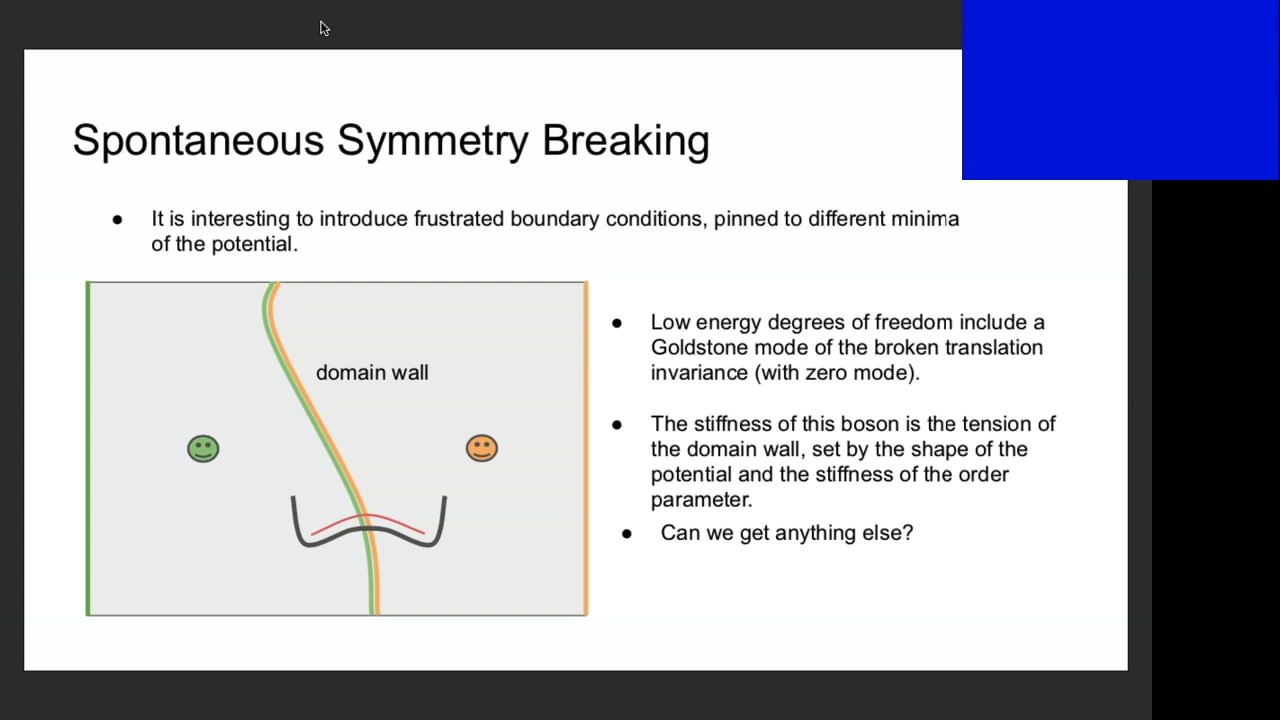 Spontaneous Symmetry Breaking
● It is interesting to introduce frustrated boundary conditions, pinned to different minima
of the potential.
domain wall
● Low energy degrees of freedom include a
Goldstone mode of the broken translation
invariance (with zero mode).
● The stiffness of this boson is the tension of
the domain wall, set by the shape of the
potential and the stiffness of the order
parameter.
● Can we get anything else?